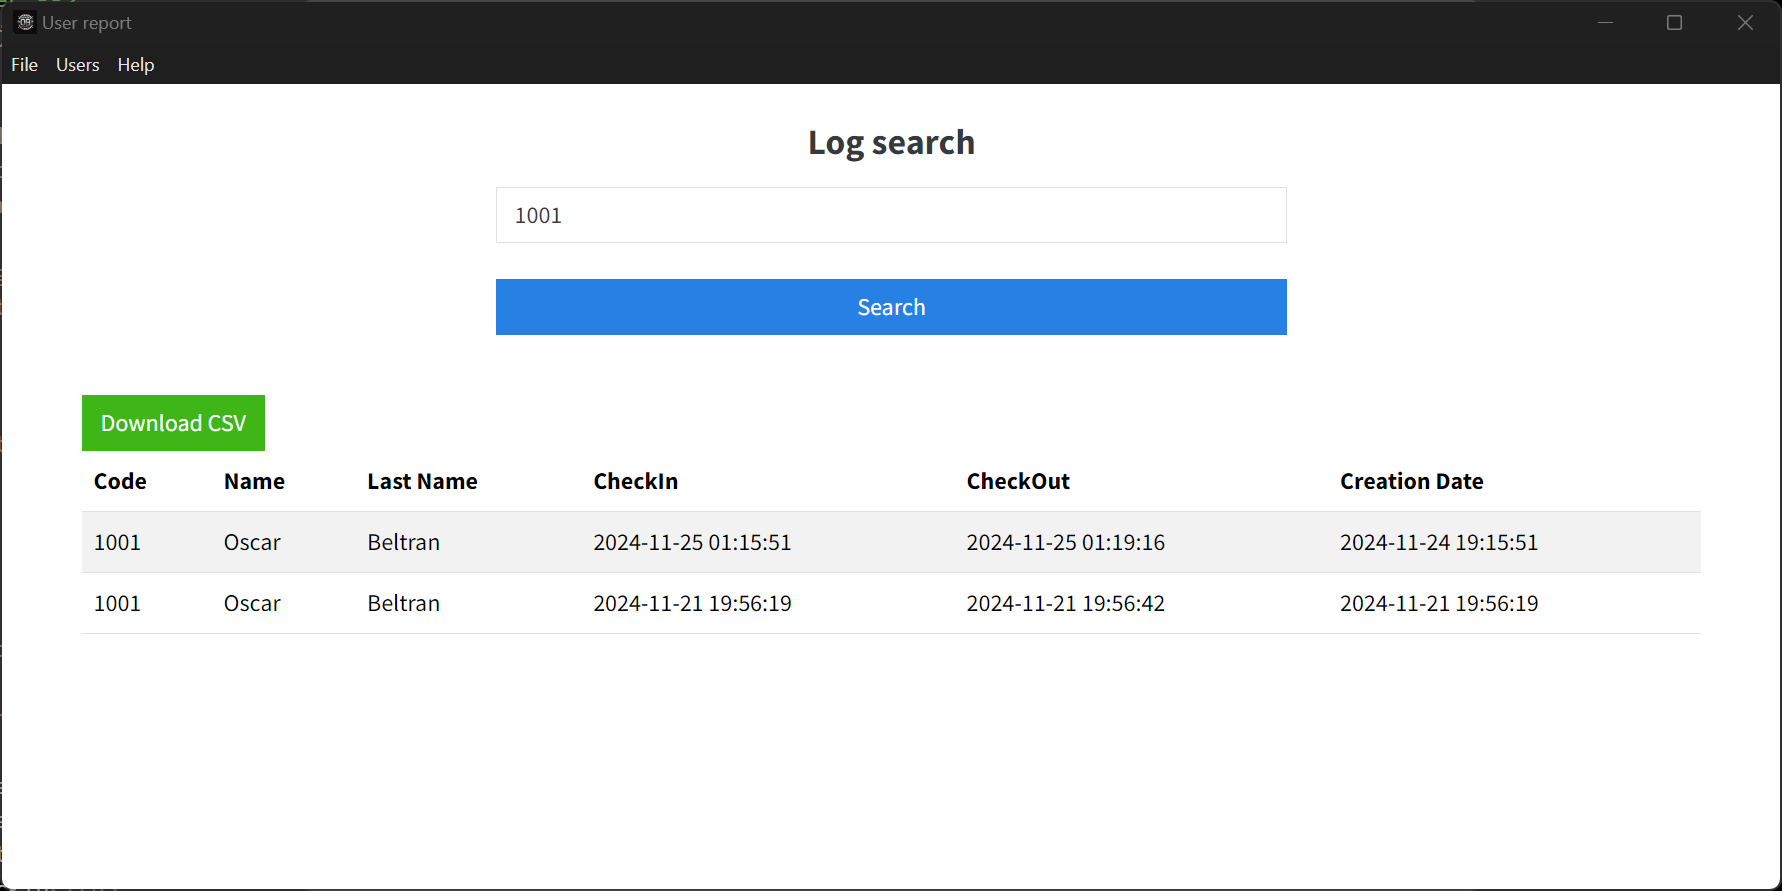 User report
File Users Help
Log search
1001
Search
Download CSV
Code Name Last Name CheckIn CheckOut Creation Date
1001 Oscar Beltran 2024-11-25 01:15:51 2024-11-25 01:19:16 2024-11-24 19:15:51
1001 Oscar Beltran 2024-11-21 19:56:19 2024-11-21 19:56:42 2024-11-21 19:56:19